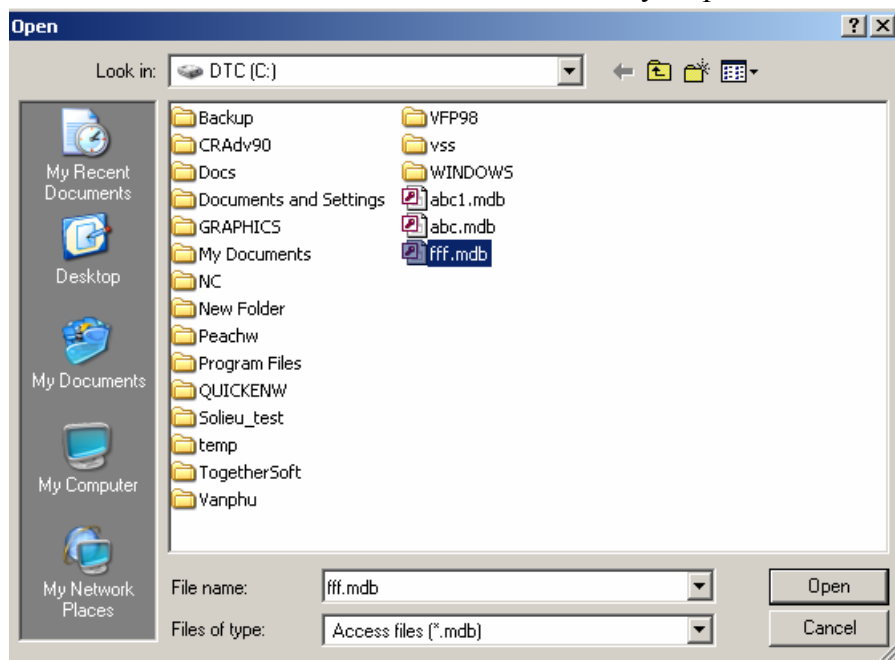 Open
Look in: DTC (C:)
My Recent
Documents
Desktop
My Documents
My Computer
My Network
Places
Backup
CRAdv90
Docs
Documents and Settings
GRAPHICS
My Documents
NC
New Folder
Peachw
Program Files
QUICKENW
Solieu_test
temp
TogetherSoft
Vanphu
VFP98
vss
WINDOWS
abc1.mdb
abc.mdb
fff.mdb
File name: fff.mdb Open
Files of type: Access files (*.mdb) Cancel